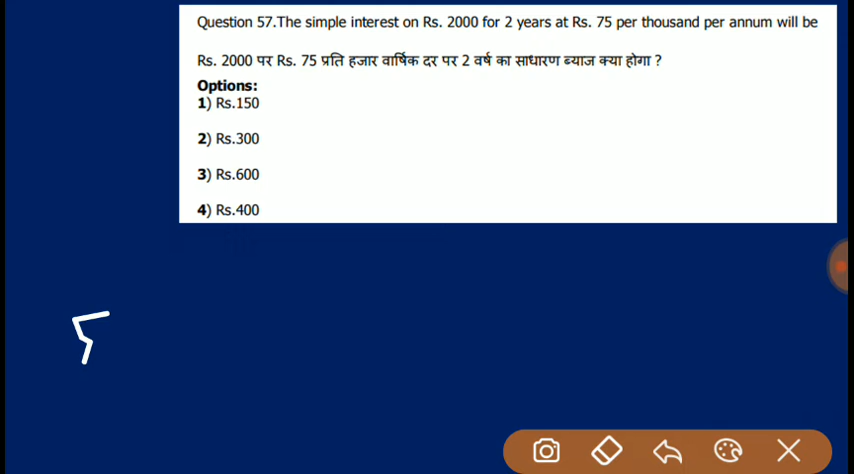 Question 57.The simple interest on Rs. 2000 for 2 years at Rs. 75 per thousand per annum will be
Rs. 2000 पर Rs. 75 प्रति हजार वार्षिक दर पर 2 वर्ष का साधारण ब्याज क्या होगा ?
Options:
1) Rs.150
2) Rs.300
3) Rs.600
4) Rs.400